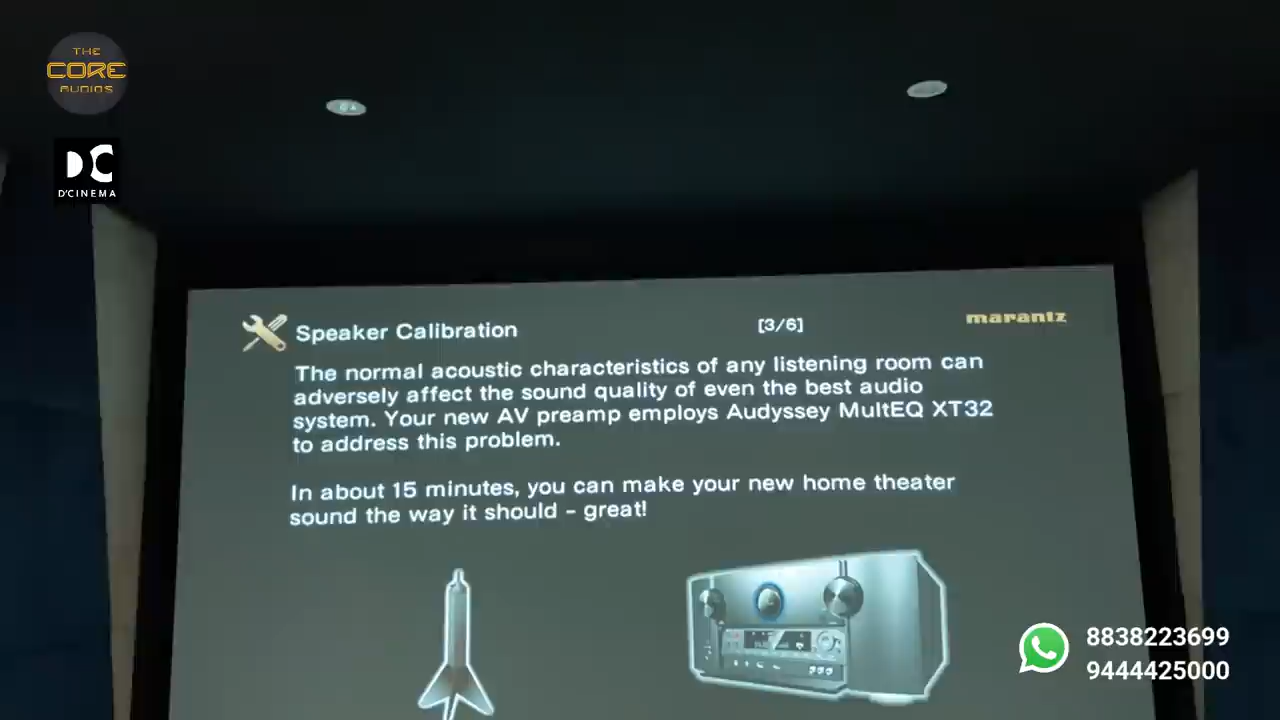 THE
CORE
AUDIOS
DC
D'CINEMA
Speaker Calibration
[3/6]
marantz
The normal acoustic characteristics of any listening room can
adversely affect the sound quality of even the best audio
system. Your new AV preamp employs Audyssey MultEQ XT32
to address this problem.
In about 15 minutes, you can make your new home theater
sound the way it should - great!
8838223699
9444425000